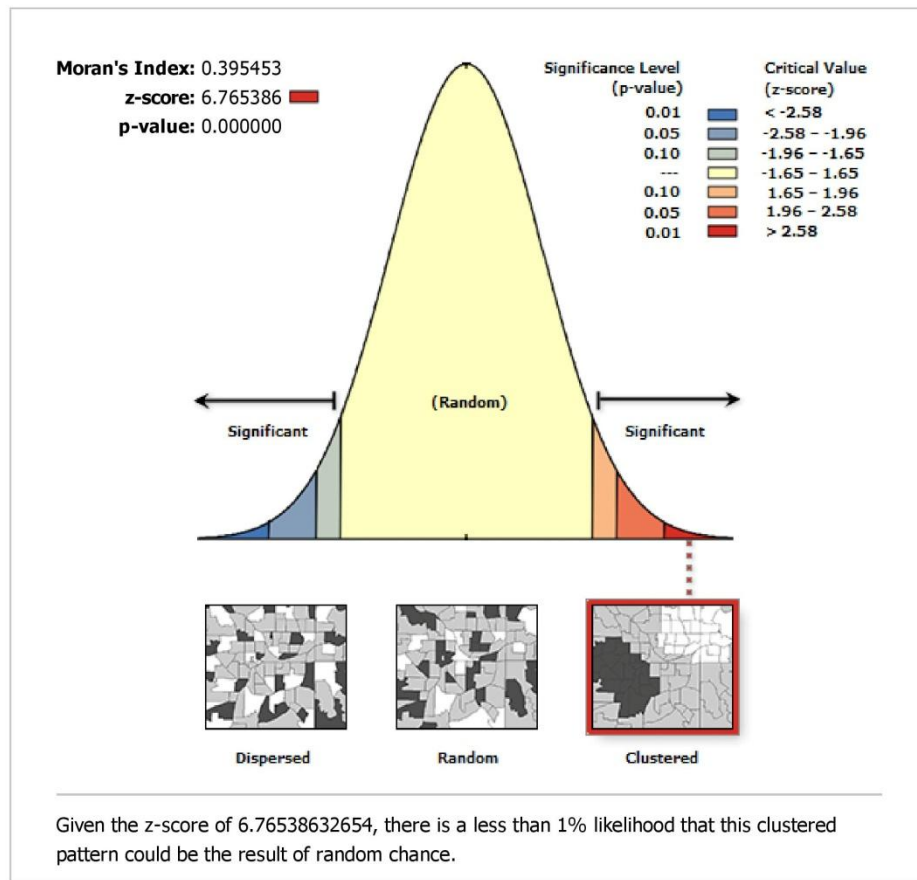 Moran's Index: 0.395453
z-score: 6.765386
p-value: 0.000000
Significance Level
(p-value)
Critical Value
(z-score)
0.01 < -2.58
0.05 -2.58 – -1.96
0.10 -1.96 – -1.65
--- -1.65 – 1.65
0.10 1.65 – 1.96
0.05 1.96 – 2.58
0.01 > 2.58
(Random)
Significant
Significant
Dispersed
Random
Clustered
Given the z-score of 6.76538632654, there is a less than 1% likelihood that this clustered
pattern could be the result of random chance.